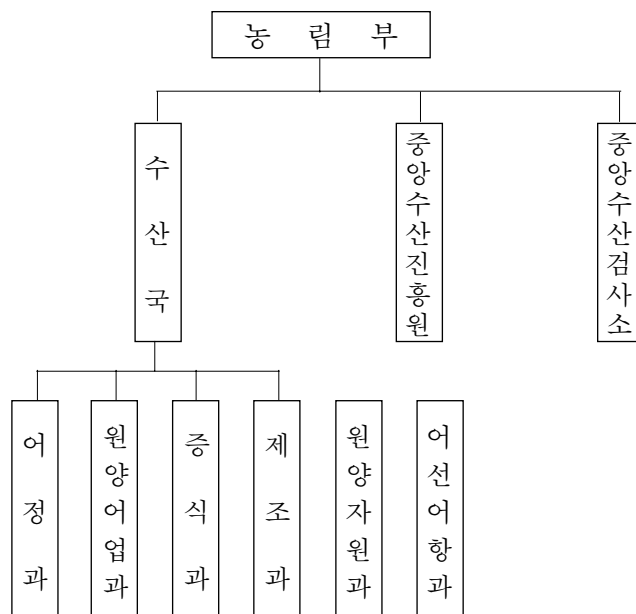 농림부
수산국
중앙수산진흥원
중앙수산검사소
어정과
원양어업과
증식과
제조과
원양자원과
어선어항과